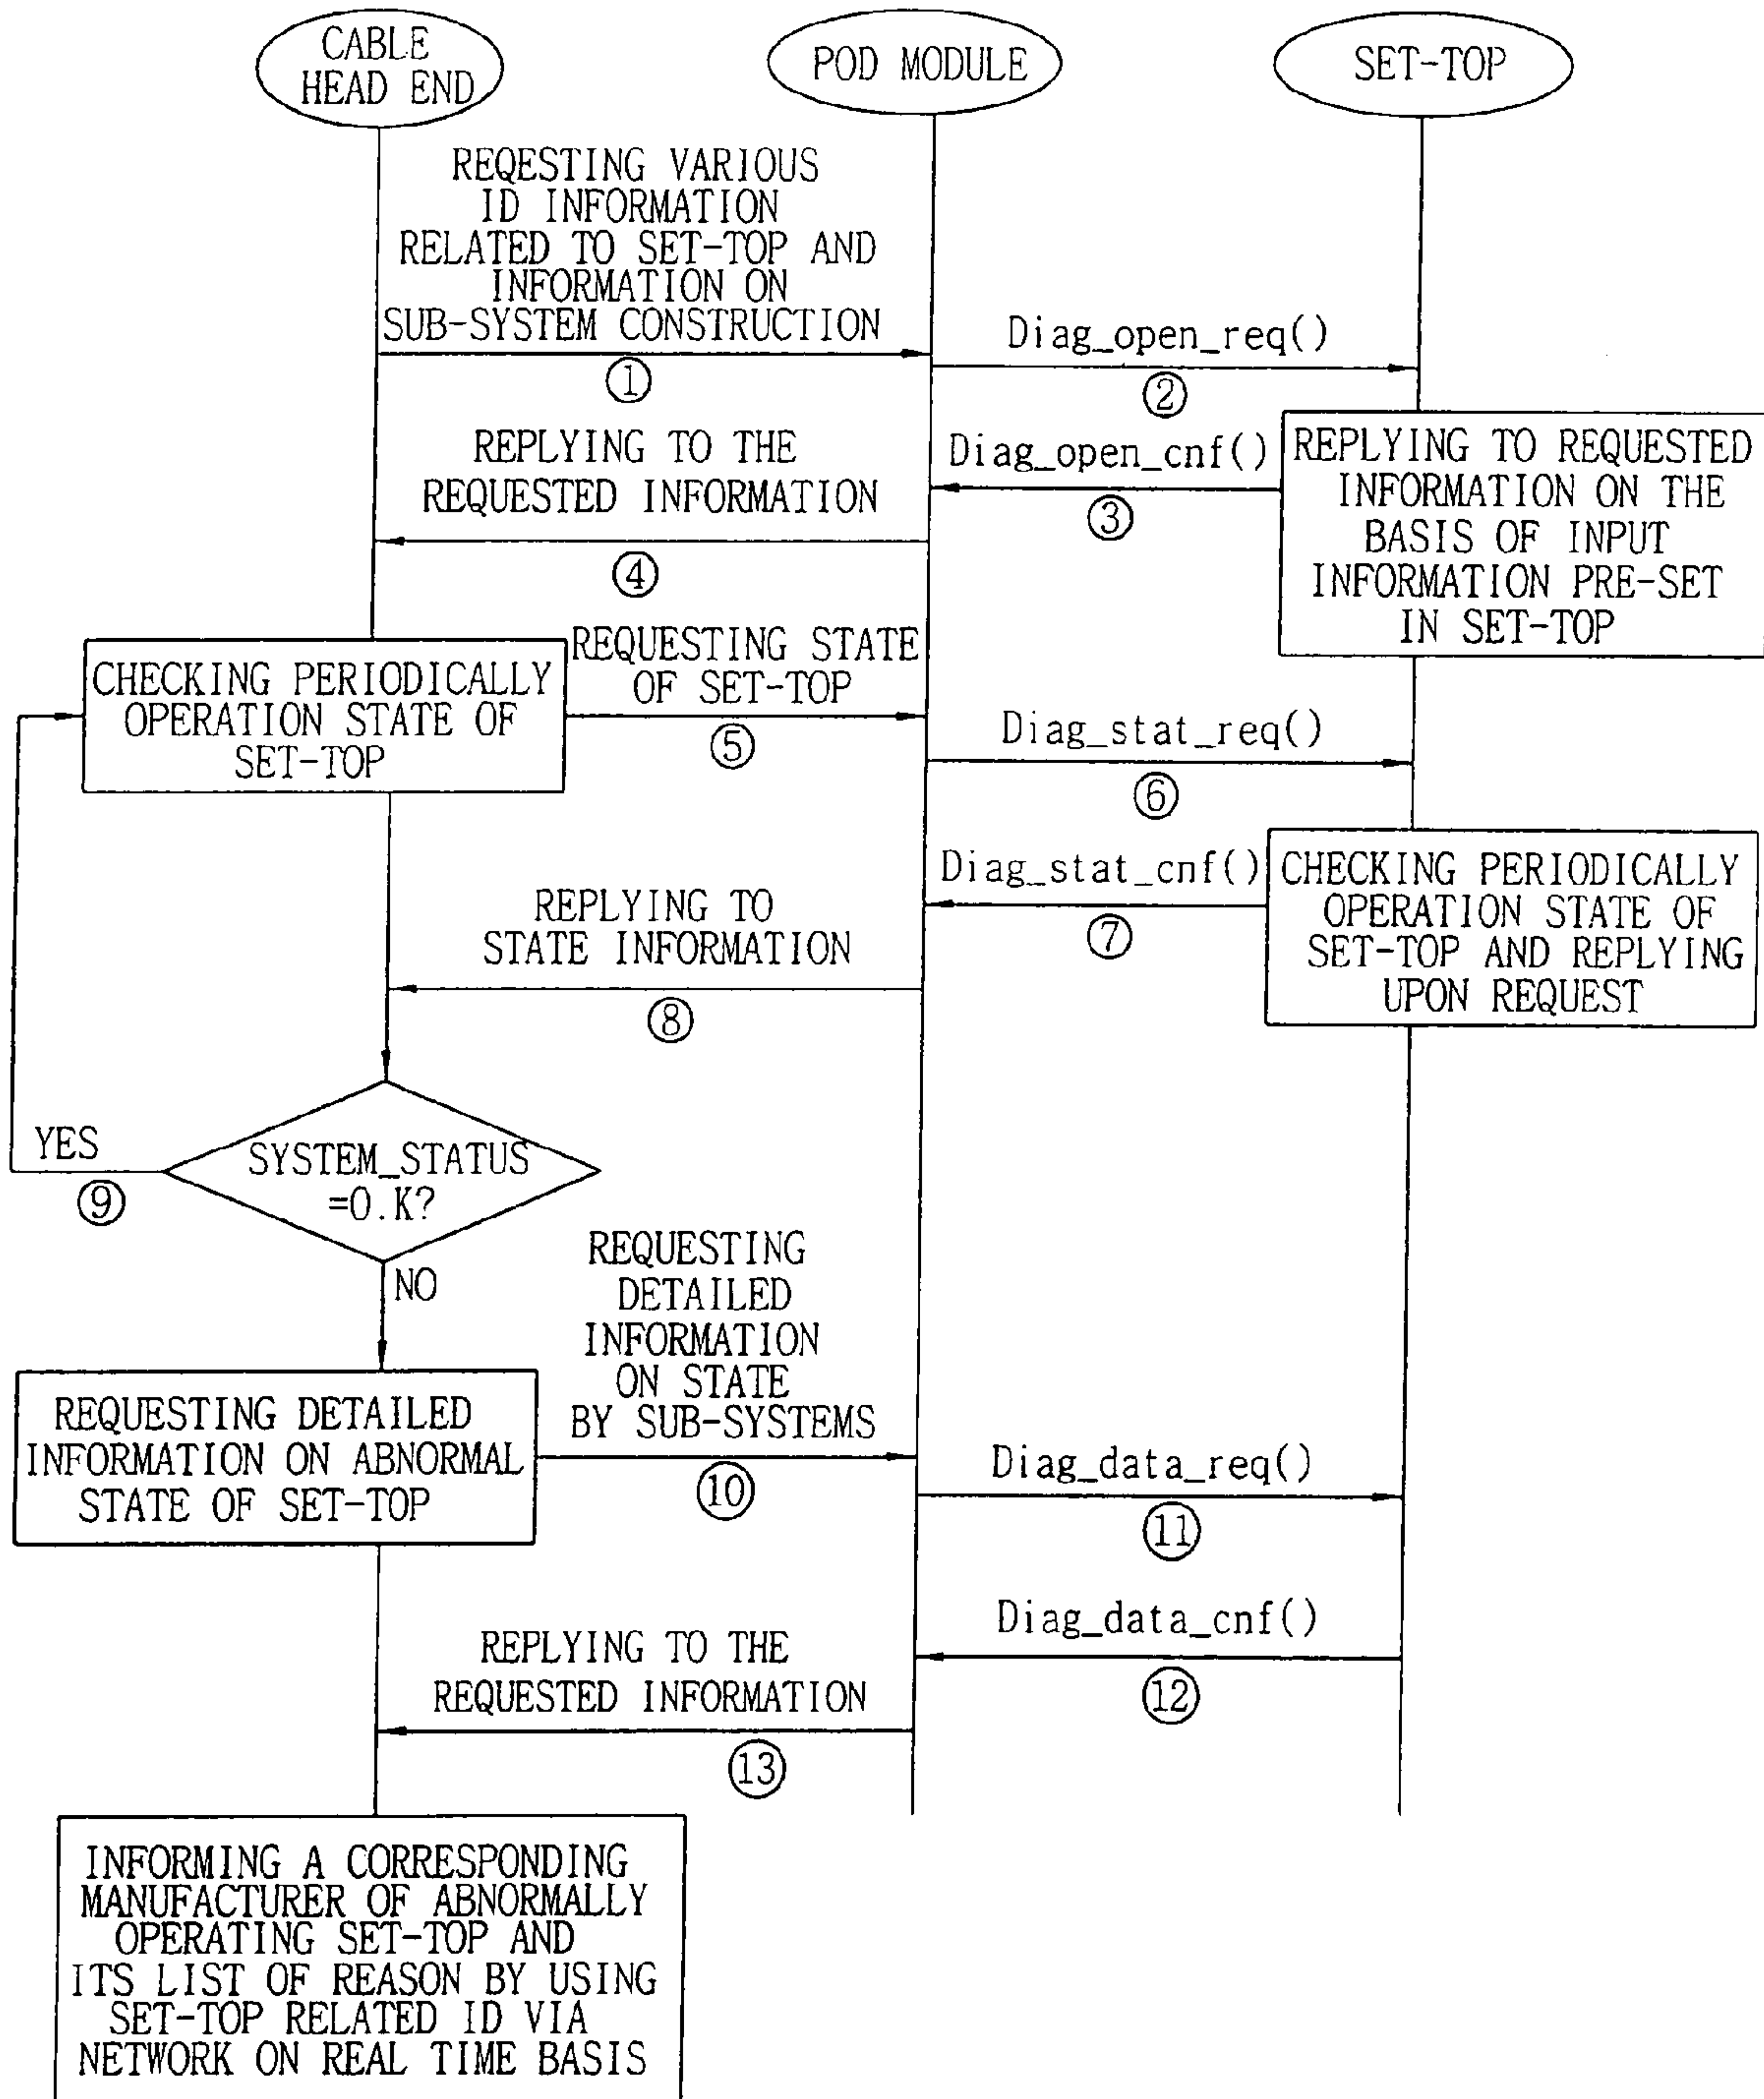 CABLE
HEAD END
POD MODULE
SET-TOP
REQESTING VARIOUS
ID INFORMATION
RELATED TO SET-TOP AND
INFORMATION ON
SUB-SYSTEM CONSTRUCTION
①
Diag_open_req()
②
REPLYING TO REQUESTED
INFORMATION ON THE
BASIS OF INPUT
INFORMATION PRE-SET
IN SET-TOP
Diag_open_cnf()
③
REPLYING TO THE
REQUESTED INFORMATION
④
CHECKING PERIODICALLY
OPERATION STATE OF
SET-TOP
REQUESTING STATE
OF SET-TOP
⑤
Diag_stat_req()
⑥
CHECKING PERIODICALLY
OPERATION STATE OF
SET-TOP AND REPLYING
UPON REQUEST
Diag_stat_cnf()
⑦
REPLYING TO
STATE INFORMATION
⑧
SYSTEM_STATUS
=O.K?
YES
⑨
NO
REQUESTING DETAILED
INFORMATION ON ABNORMAL
STATE OF SET-TOP
REQUESTING
DETAILED
INFORMATION
ON STATE
BY SUB-SYSTEMS
⑩
Diag_data_req()
⑪
Diag_data_cnf()
⑫
REPLYING TO THE
REQUESTED INFORMATION
⑬
INFORMING A CORRESPONDING
MANUFACTURER OF ABNORMALLY
OPERATING SET-TOP AND
ITS LIST OF REASON BY USING
SET-TOP RELATED ID VIA
NETWORK ON REAL TIME BASIS